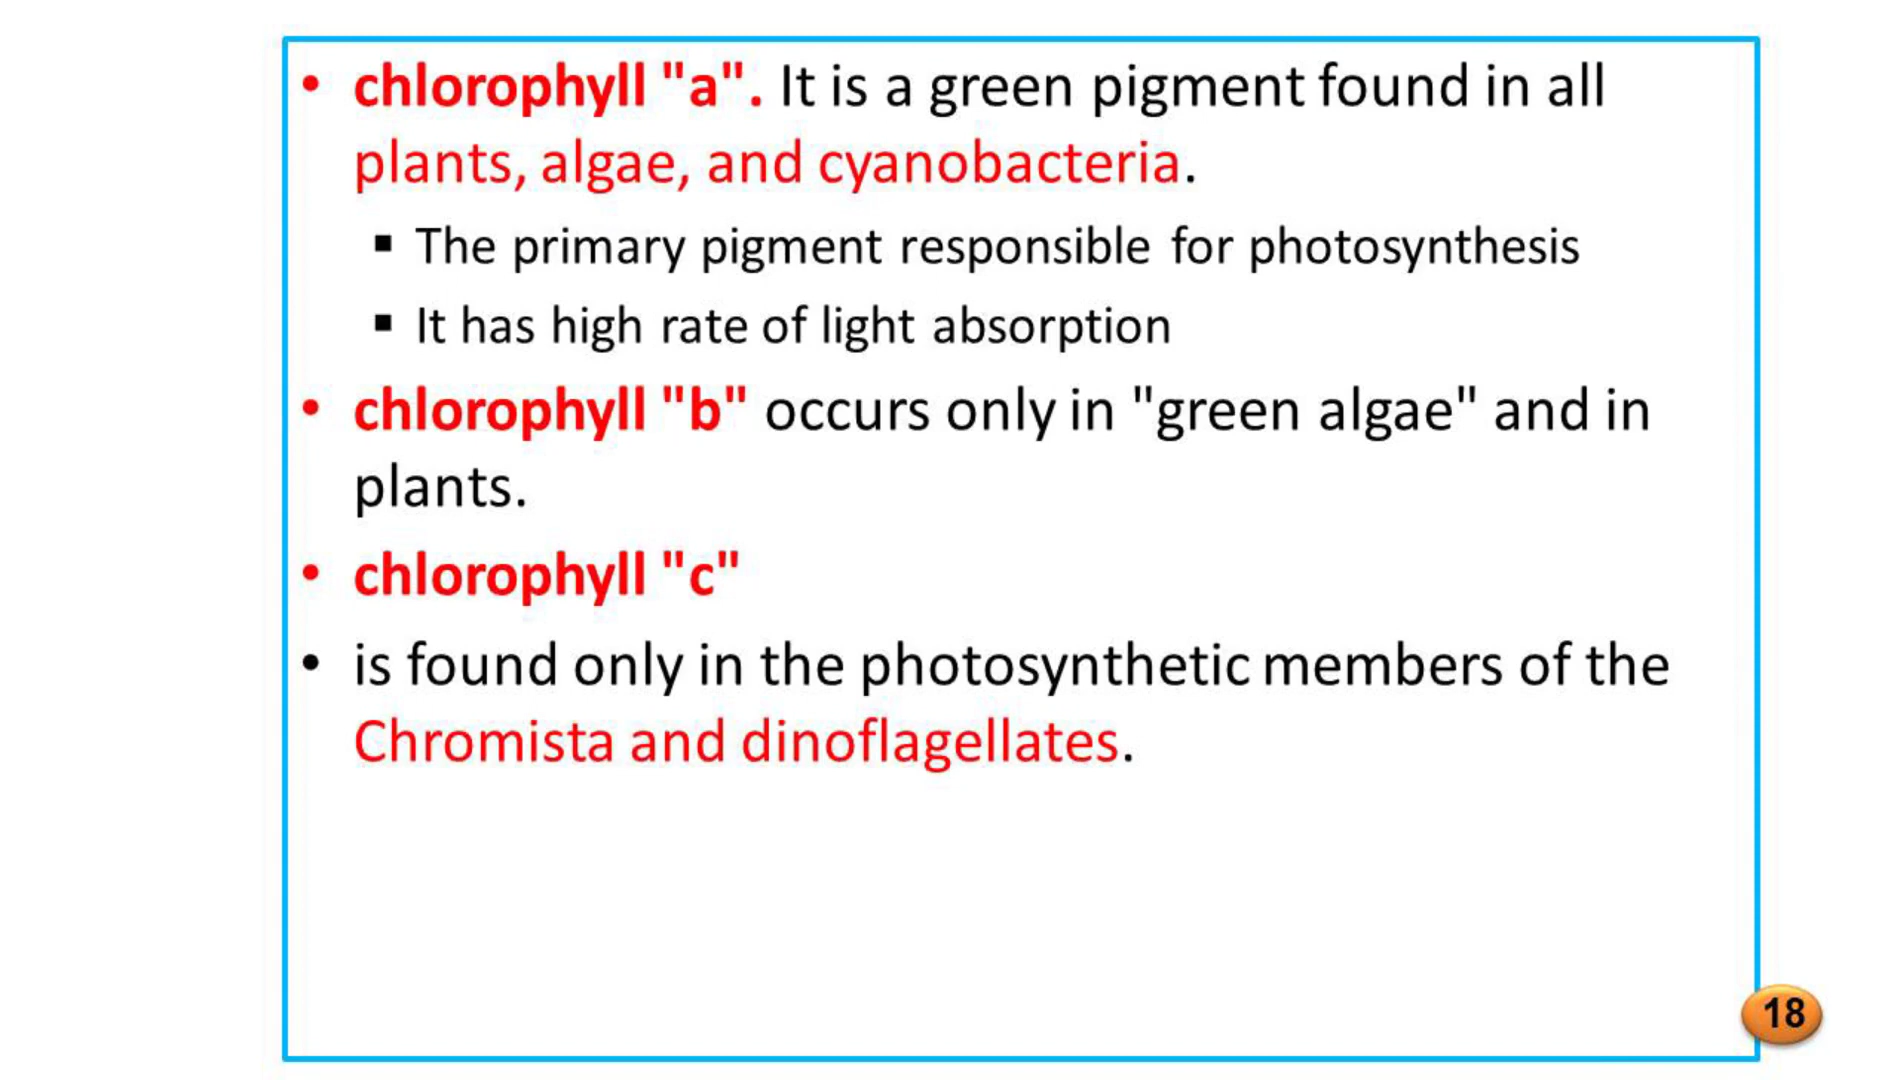 • chlorophyll "a". It is a green pigment found in all
plants, algae, and cyanobacteria.
▪ The primary pigment responsible for photosynthesis
▪ It has high rate of light absorption
• chlorophyll "b" occurs only in "green algae" and in
plants.
• chlorophyll "c"
• is found only in the photosynthetic members of the
Chromista and dinoflagellates.
18